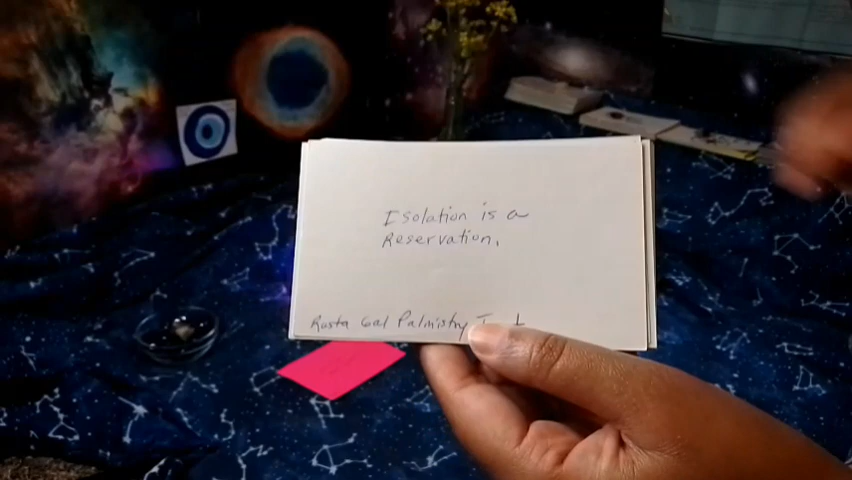 Isolation is a
Reservation.
Rasta Gal Palmistry